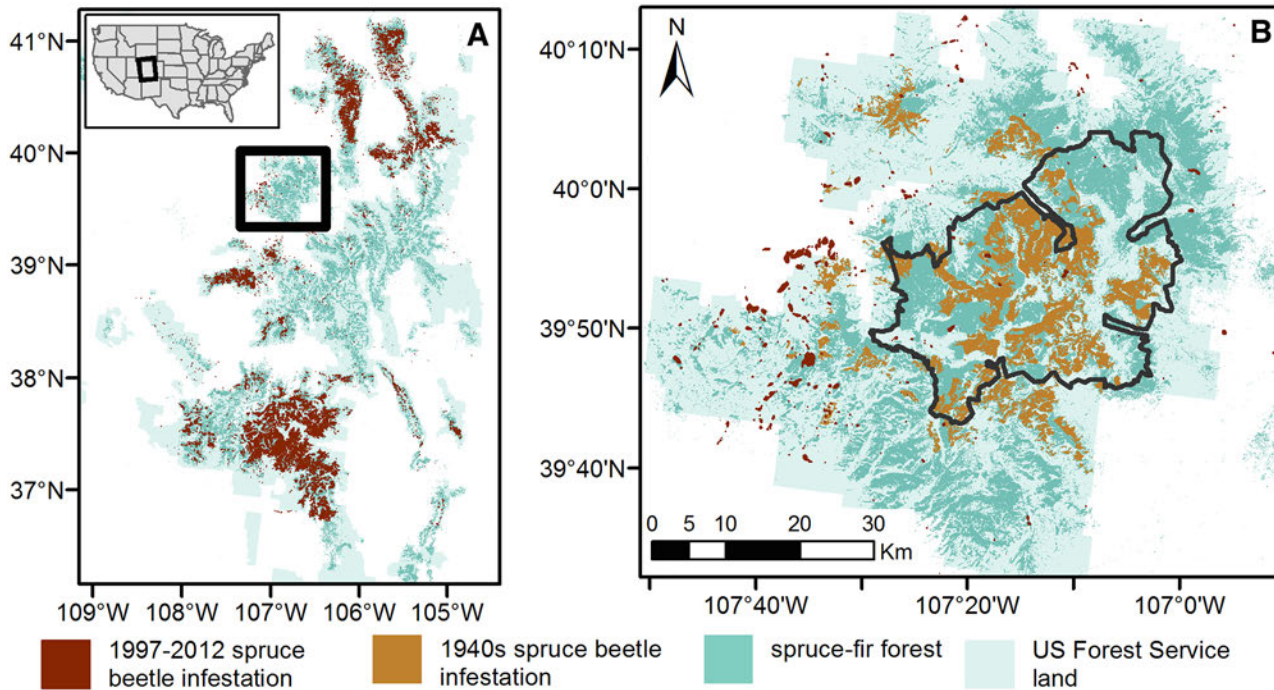 A
41°N
40°N
39°N
38°N
37°N
109°W
108°W
107°W
106°W
105°W
B
N
40°10'N
40°0'N
39°50'N
39°40'N
0 5 10 20 30
Km
107°40'W
107°20'W
107°0'W
1997-2012 spruce
beetle infestation
1940s spruce beetle
infestation
spruce-fir forest
US Forest Service
land